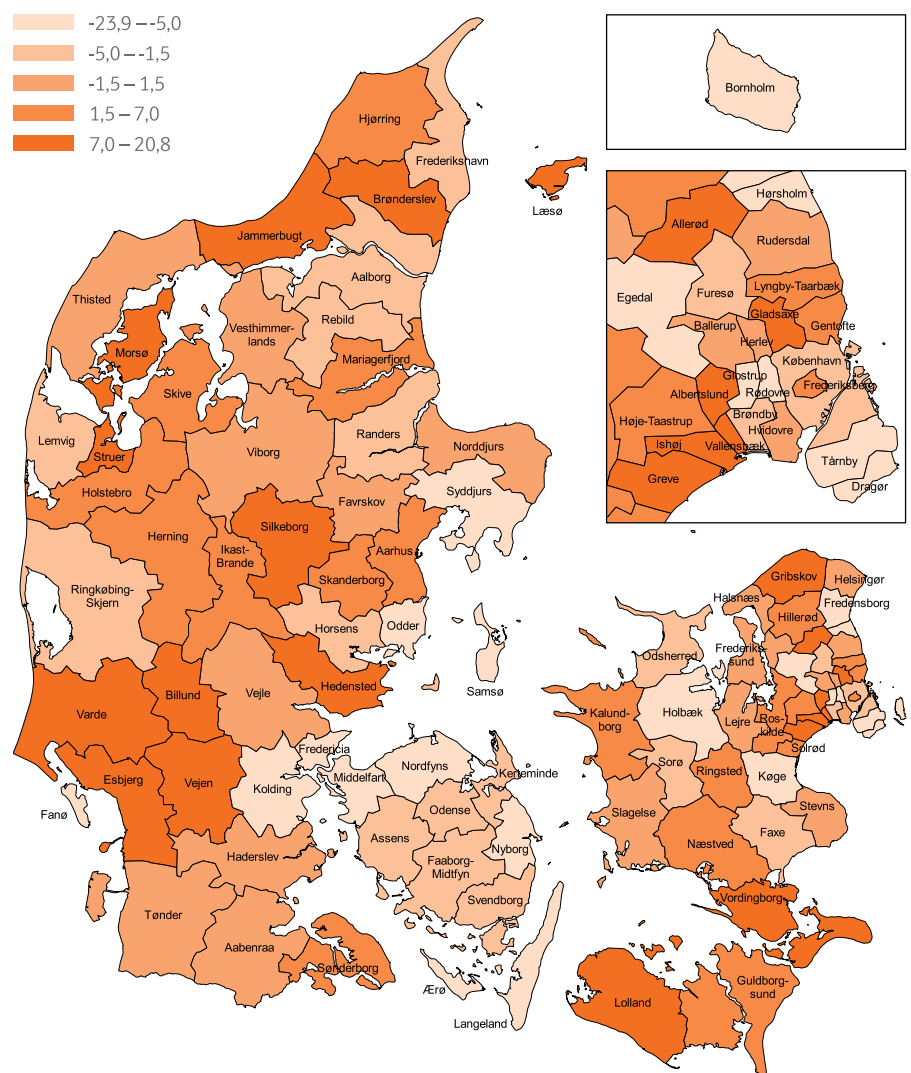 -23,9 – -5,0
-5,0 – -1,5
-1,5 – 1,5
1,5 – 7,0
7,0 – 20,8
Bornholm
Hjørring
Frederikshavn
Brønderslev
Læsø
Jammerbugt
Aalborg
Thisted
Rebild
Vesthimmer-
lands
Morsø
Mariagerfjord
Skive
Lemvig
Randers
Norddjurs
Struer
Viborg
Holstebro
Syddjurs
Favrskov
Silkeborg
Herning
Ikast-
Brande
Aarhus
Skanderborg
Ringkøbing-
Skjern
Horsens
Odder
Samsø
Hedensted
Billund
Vejle
Varde
Fredericia
Esbjerg
Vejen
Kolding
Middelfart
Nordfyns
Kerteminde
Fanø
Odense
Assens
Nyborg
Haderslev
Faaborg-
Midtfyn
Svendborg
Tønder
Aabenraa
Sønderborg
Ærø
Langeland
Hørsholm
Allerød
Rudersdal
Egedal
Furesø
Lyngby-Taarbæk
Gladsaxe
Ballerup
Gentofte
Herlev
København
Glostrup
Rødovre
Frederiksberg
Albertslund
Brøndby
Høje-Taastrup
Hvidovre
Ishøj
Vallensbæk
Tårnby
Greve
Dragør
Gribskov
Helsingør
Halsnæs
Fredensborg
Hillerød
Odsherred
Frederiks-
sund
Kalund-
borg
Holbæk
Lejre
Ros-
kilde
Solrød
Sorø
Ringsted
Køge
Slagelse
Stevns
Næstved
Faxe
Vordingborg
Guldborg-
sund
Lolland